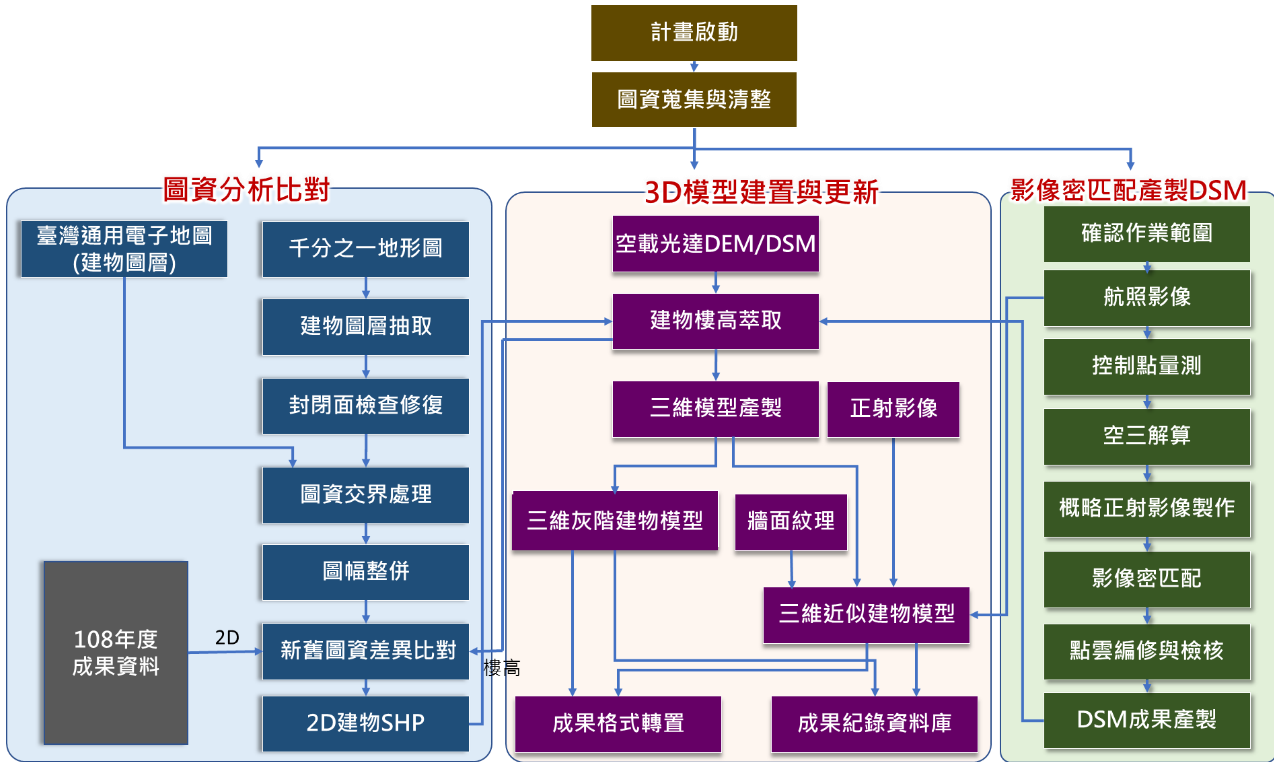 計畫啟動
圖資蒐集與清整
圖資分析比對
臺灣通用電子地圖
(建物圖層)
千分之一地形圖
建物圖層抽取
封閉面檢查修復
圖資交界處理
圖幅整併
108年度
成果資料
2D
新舊圖資差異比對
樓高
2D建物SHP
3D模型建置與更新
空載光達DEM/DSM
建物樓高萃取
三維模型產製
正射影像
三維灰階建物模型
牆面紋理
三維近似建物模型
成果格式轉置
成果紀錄資料庫
影像密匹配產製DSM
確認作業範圍
航照影像
控制點量測
空三解算
概略正射影像製作
影像密匹配
點雲編修與檢核
DSM成果產製